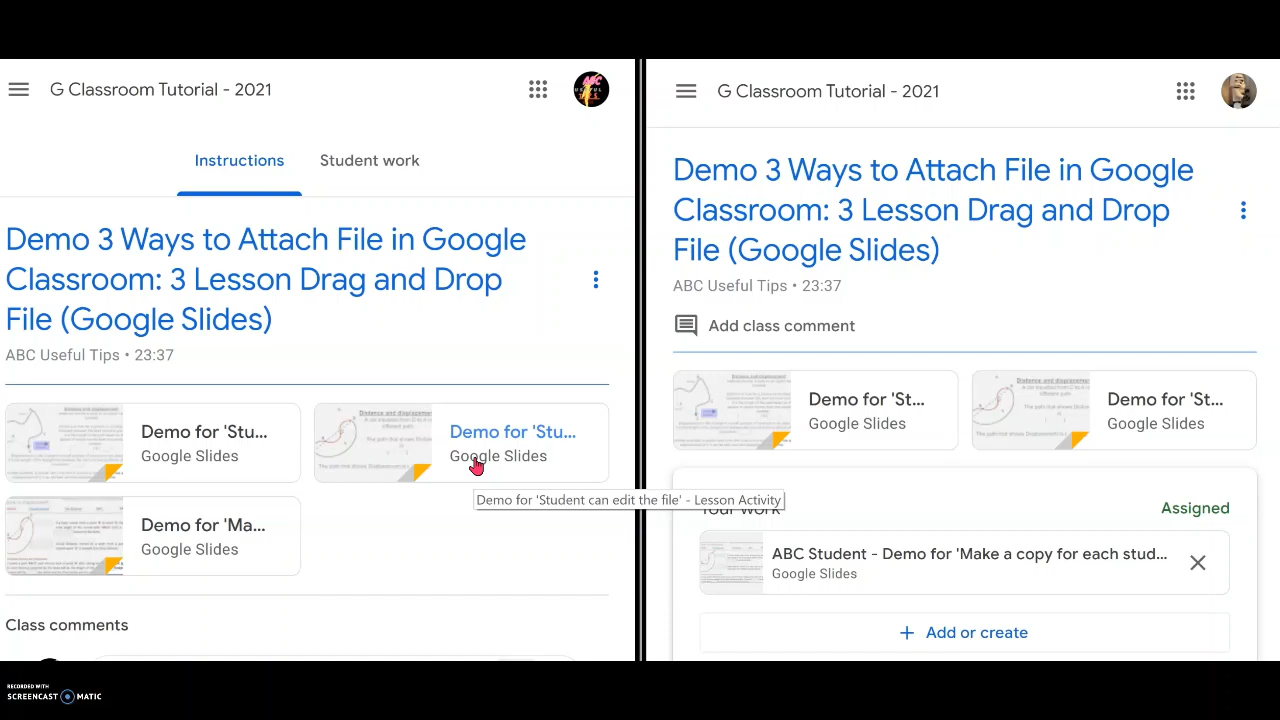 G Classroom Tutorial - 2021
Instructions
Student work
Demo 3 Ways to Attach File in Google
Classroom: 3 Lesson Drag and Drop
File (Google Slides)
ABC Useful Tips • 23:37
Demo for 'Stu...
Google Slides
Demo for 'Stu...
Google Slides
Demo for 'Student can edit the file' - Lesson Activity
Demo for 'Ma...
Google Slides
Class comments
G Classroom Tutorial - 2021
Demo 3 Ways to Attach File in Google
Classroom: 3 Lesson Drag and Drop
File (Google Slides)
ABC Useful Tips • 23:37
Add class comment
Demo for 'St...
Google Slides
Distance and displacement
Demo for 'St...
Google Slides
Your work
Assigned
ABC Student - Demo for 'Make a copy for each stud...
Google Slides
+ Add or create
RECORDED WITH
SCREENCAST MATIC